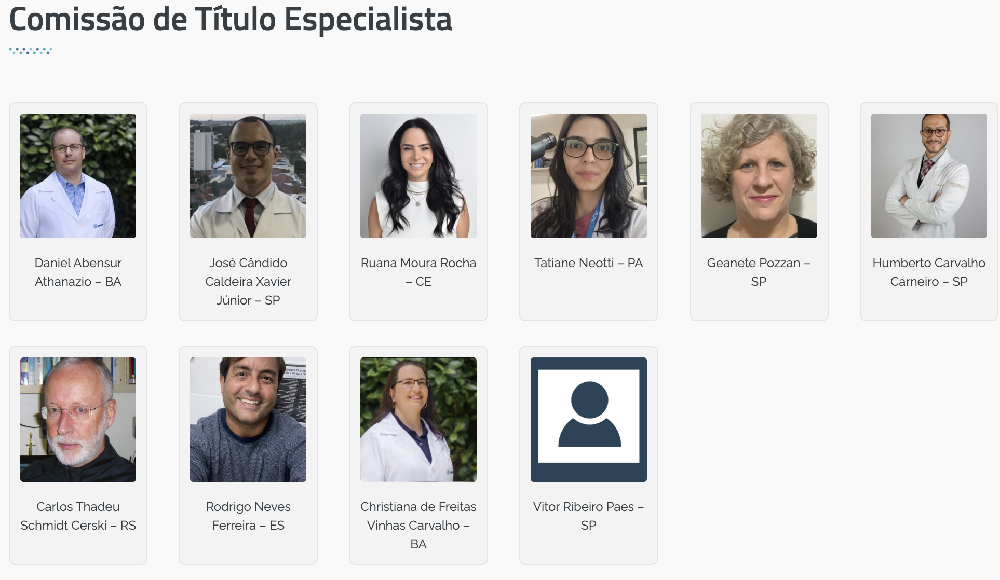 Comissão de Título Especialista
Daniel Abensur
Athanazio – BA
José Cândido
Caldeira Xavier
Júnior – SP
Ruana Moura Rocha
– CE
Tatiane Neotti – PA
Geanete Pozzan –
SP
Humberto Carvalho
Carneiro – SP
Carlos Thadeu
Schmidt Cerski – RS
Rodrigo Neves
Ferreira – ES
Christiana de Freitas
Vinhas Carvalho –
BA
Vitor Ribeiro Paes –
SP